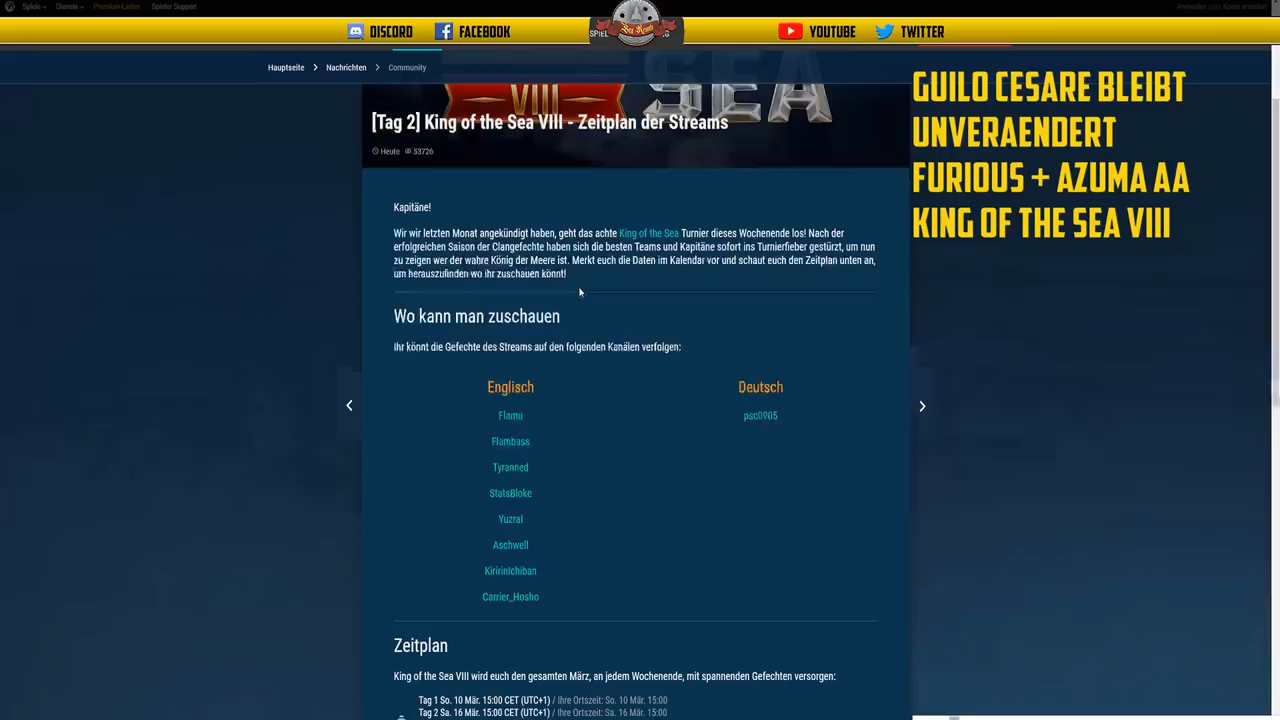 Spiele
Dienste
Premium-Laden
Spieler Support
DISCORD
FACEBOOK
YOUTUBE
TWITTER
Hauptseite
Nachrichten
Community
VIII
SEA
[Tag 2] King of the Sea VIII - Zeitplan der Streams
Heute 53726
GUILO CESARE BLEIBT
UNVERAENDERT
FURIOUS + AZUMA AA
KING OF THE SEA VIII
Kapitäne!
Wir wir letzten Monat angekündigt haben, geht das achte King of the Sea Turnier dieses Wochenende los! Nach der
erfolgreichen Saison der Clangefechte haben sich die besten Teams und Kapitäne sofort ins Turnierfieber gestürzt, um nun
zu zeigen wer der wahre König der Meere ist. Merkt euch die Daten im Kalendar vor und schaut euch den Zeitplan unten an,
um herauszufinden wo ihr zuschauen könnt!
Wo kann man zuschauen
Ihr könnt die Gefechte des Streams auf den folgenden Kanälen verfolgen:
Englisch
Flamu
Flambass
Tyranned
StatsBloke
Yuzral
Aschwell
KiririnIchiban
Carrier_Hosho
Deutsch
psc0905
Zeitplan
King of the Sea VIII wird euch den gesamten März, an jedem Wochenende, mit spannenden Gefechten versorgen:
Tag 1 So. 10 Mär. 15:00 CET (UTC+1) / Ihre Ortszeit: So. 10 Mär. 15:00
Tag 2 Sa. 16 Mär. 15:00 CET (UTC+1) / Ihre Ortszeit: Sa. 16 Mär. 15:00